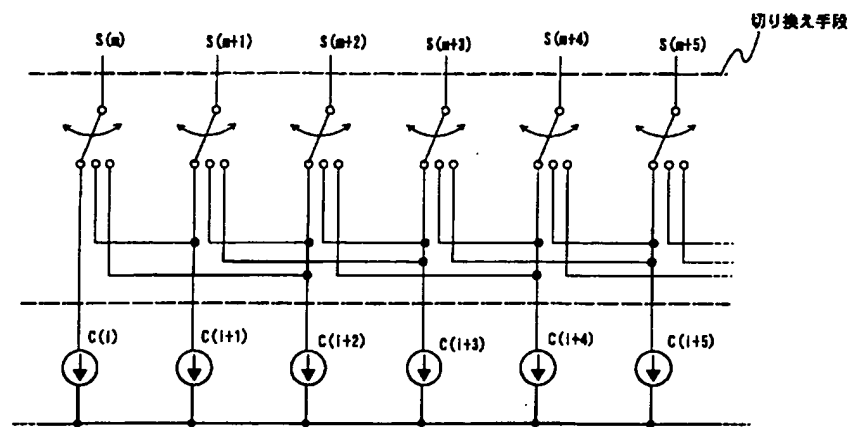 切り換え手段
S(m)
S(m+1)
S(m+2)
S(m+3)
S(m+4)
S(m+5)
C(i)
C(i+1)
C(i+2)
C(i+3)
C(i+4)
C(i+5)